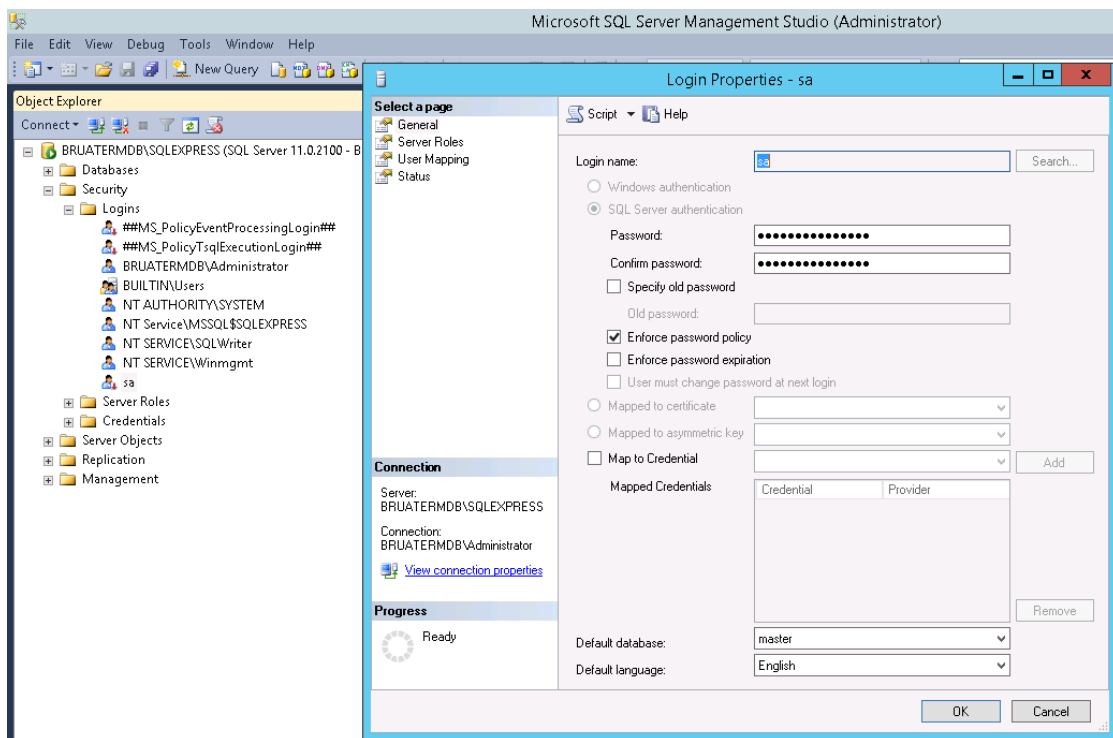 Microsoft SQL Server Management Studio (Administrator)
File Edit View Debug Tools Window Help
New Query
Object Explorer
Connect
BRUATERMDB\SQLEXPRESS (SQL Server 11.0.2100 - B
Databases
Security
Logins
##MS_PolicyEventProcessingLogin##
##MS_PolicyTsqlExecutionLogin##
BRUATERMDB\Administrator
BUILTIN\Users
NT AUTHORITY\SYSTEM
NT Service\MSSQL$SQLEXPRESS
NT SERVICE\SQLWriter
NT SERVICE\Winmgmt
sa
Server Roles
Credentials
Server Objects
Replication
Management
Login Properties - sa
Select a page
General
Server Roles
User Mapping
Status
Connection
Server:
BRUATERMDB\SQLEXPRESS
Connection:
BRUATERMDB\Administrator
View connection properties
Progress
Ready
Script Help
Login name: sa Search...
Windows authentication
SQL Server authentication
Password: ●●●●●●●●●●●●●●●
Confirm password: ●●●●●●●●●●●●●●●
Specify old password
Old password:
Enforce password policy
Enforce password expiration
User must change password at next login
Mapped to certificate
Mapped to asymmetric key
Map to Credential Add
Mapped Credentials Credential Provider
Remove
Default database: master
Default language: English
OK Cancel